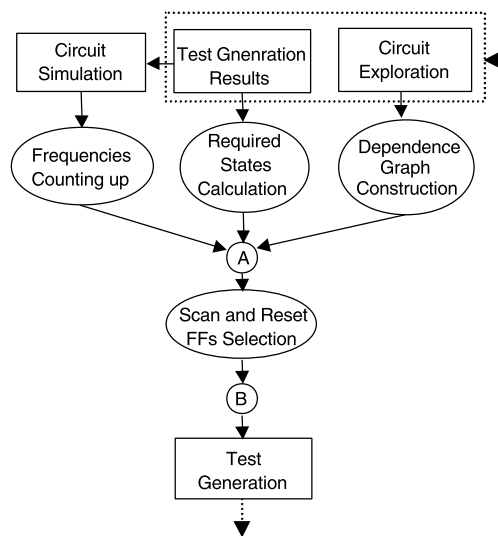 Circuit
Simulation
Test Gnenration
Results
Circuit
Exploration
Frequencies
Counting up
Required
States
Calculation
Dependence
Graph
Construction
A
Scan and Reset
FFs Selection
B
Test
Generation